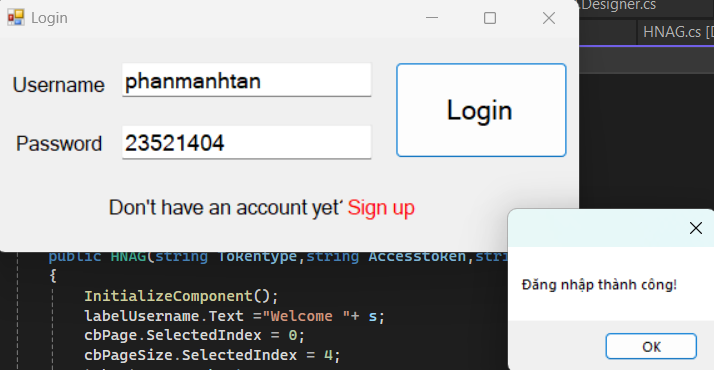 Login
.Designer.cs
HNAG.cs [D
Username
phanmanhtan
Login
Password
23521404
Don't have an account yet Sign up
Đăng nhập thành công!
OK
public HNAG(string Tokentype,string Accesstoken,stri
{
InitializeComponent();
labelUsername.Text ="Welcome "+ s;
cbPage.SelectedIndex = 0;
cbPageSize.SelectedIndex = 4;